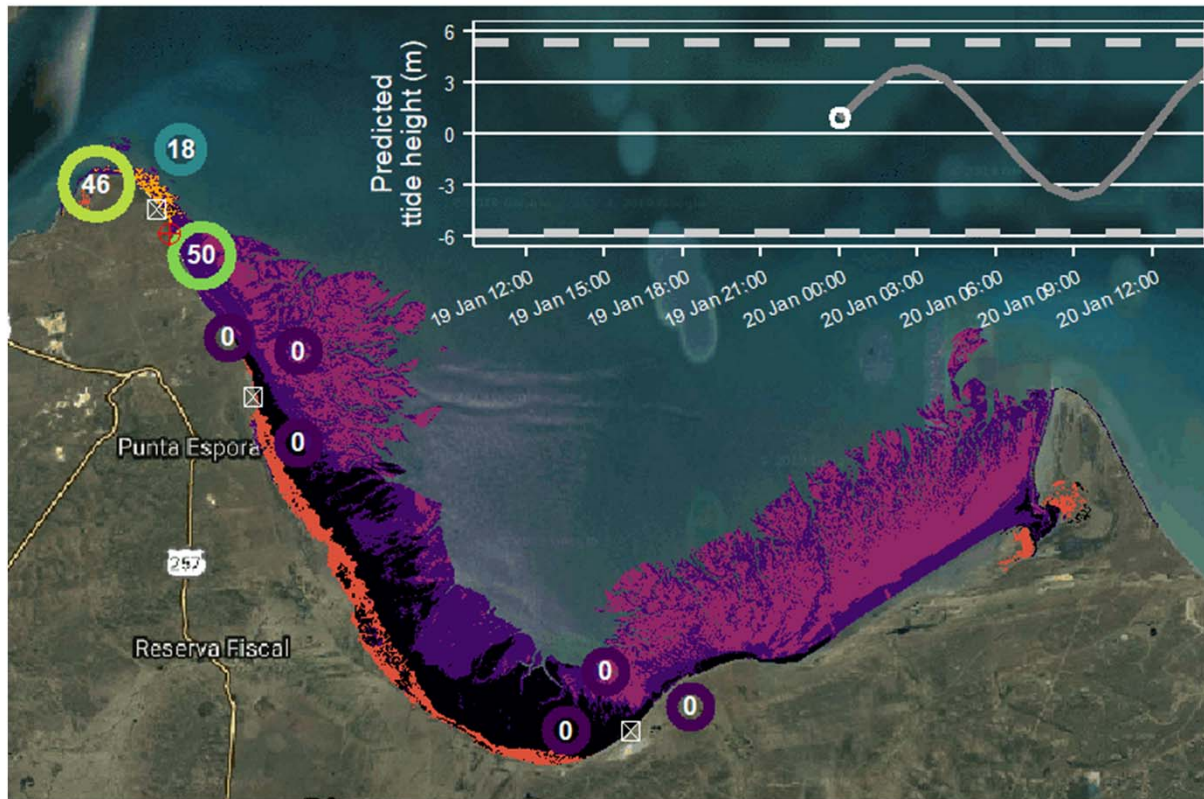 6
3
0
-3
-6
Predicted
ttide height (m)
19 Jan 12:00
19 Jan 15:00
19 Jan 18:00
19 Jan 21:00
20 Jan 00:00
20 Jan 03:00
20 Jan 06:00
20 Jan 09:00
20 Jan 12:00
18
46
50
0
0
0
Punta Espora
257
Reserva Fiscal
0
0
0